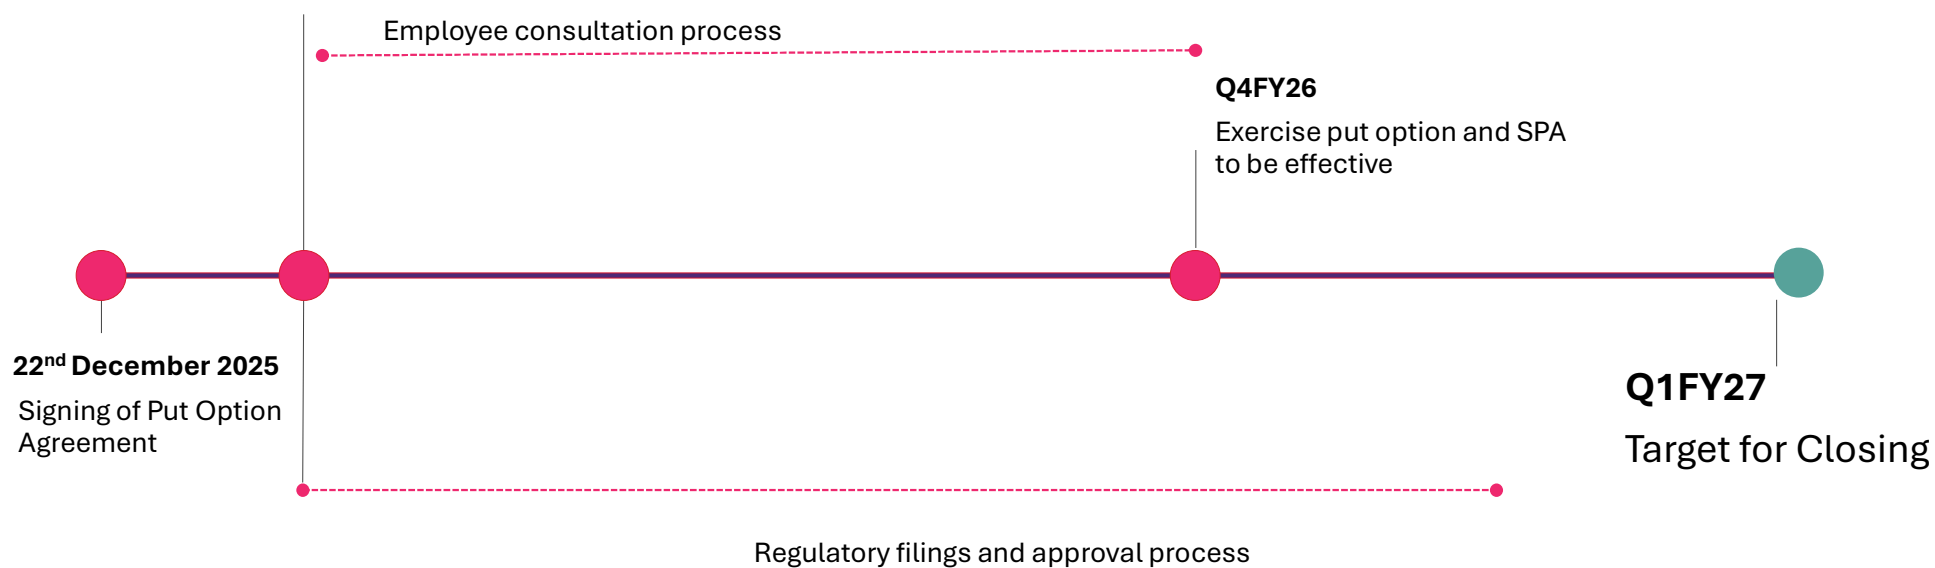 Employee consultation process
Q4FY26
Exercise put option and SPA
to be effective
22nd December 2025
Signing of Put Option
Agreement
Q1FY27
Target for Closing
Regulatory filings and approval process